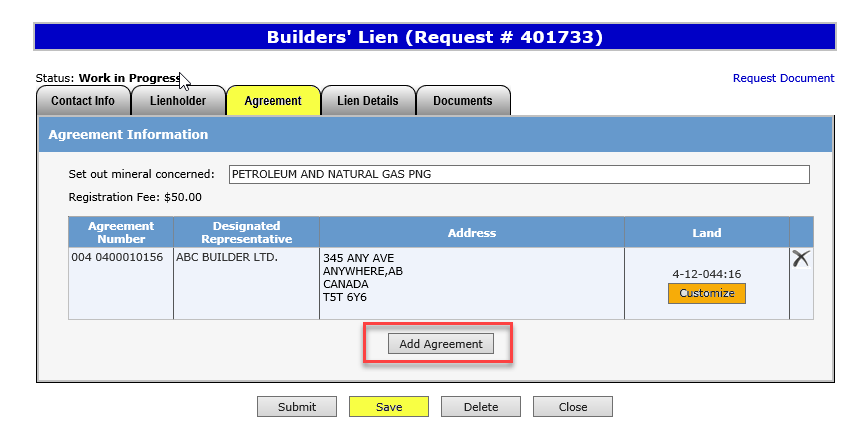 Builders' Lien (Request # 401733)
Status: Work in Progress
Request Document
Contact Info
Lienholder
Agreement
Lien Details
Documents
Agreement Information
Set out mineral concerned: PETROLEUM AND NATURAL GAS PNG
Registration Fee: $50.00
Agreement
Number
Designated
Representative
Address
Land
004 0400010156
ABC BUILDER LTD.
345 ANY AVE
ANYWHERE,AB
CANADA
T5T 6Y6
4-12-044:16
Customize
Add Agreement
Submit
Save
Delete
Close